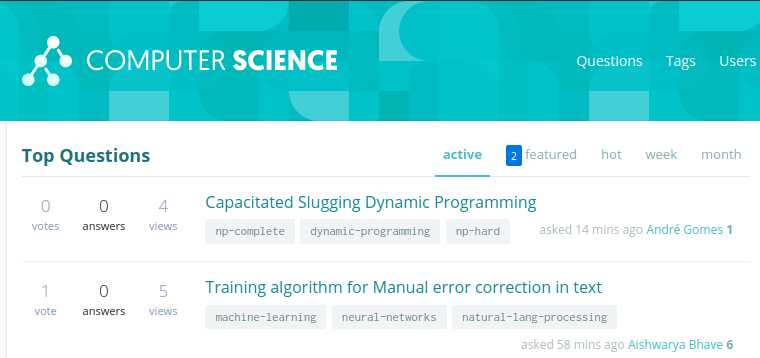 COMPUTER SCIENCE
Questions Tags Users
Top Questions
active 2 featured hot week month
0 0 4 Capacitated Slugging Dynamic Programming
votes answers views
np-complete dynamic-programming np-hard asked 14 mins ago André Gomes 1
1 0 5 Training algorithm for Manual error correction in text
vote answers views
machine-learning neural-networks natural-lang-processing
asked 58 mins ago Aishwarya Bhave 6